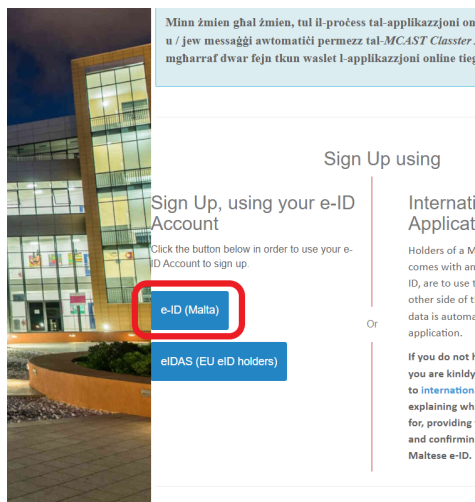 Minn żmien għal żmien, tul il-proċess tal-applikazzjoni on
u / jew messaġġi awtomatiċi permezz tal-MCAST Classter
mgħarraf dwar fejn tkun waslet l-applikazzjoni online tieg
Sign Up using
Sign Up, using your e-ID
Account
Click the button below in order to use your e-
ID Account to sign up.
e-ID (Malta)
eIDAS (EU eID holders)
Or
Internati
Applicat
Holders of a M
comes with an
ID, are to use t
other side of t
data is automa
application.
If you do not h
you are kinldy
to internation
explaining wh
for, providing
and confirmin
Maltese e-ID.